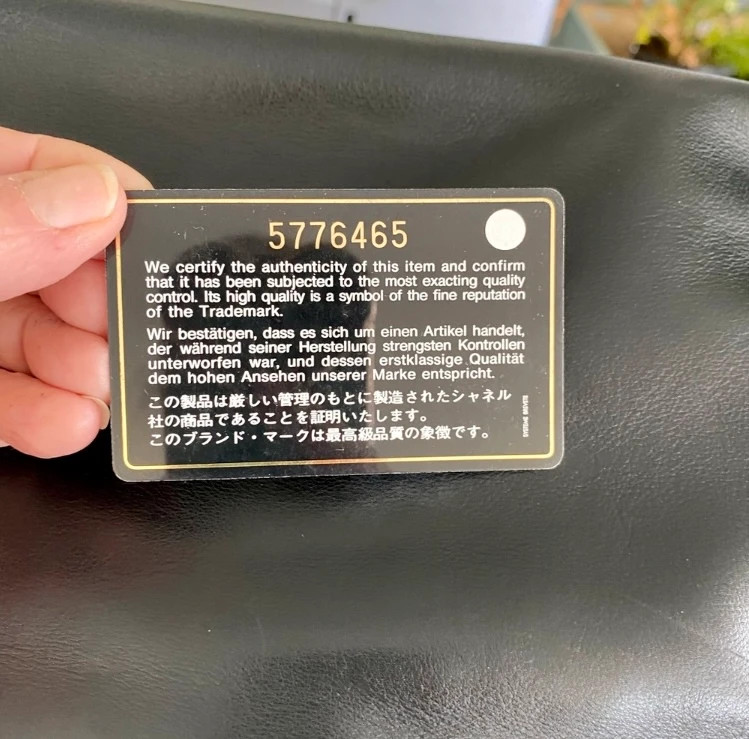 5776465
We certify the authenticity of this item and confirm
that it has been subjected to the most exacting quality
control. Its high quality is a symbol of the fine reputation
of the Trademark.
Wir bestätigen, dass es sich um einen Artikel handelt,
der während seiner Herstellung strengsten Kontrollen
unterworfen war, und dessen erstklassige Qualität
dem hohen Ansehen unserer Marke entspricht.
この製品は厳しい管理のもとに製造されたシャネル
社の商品であることを証明いたします。
このブランド・マークは最高級品質の象徴です。